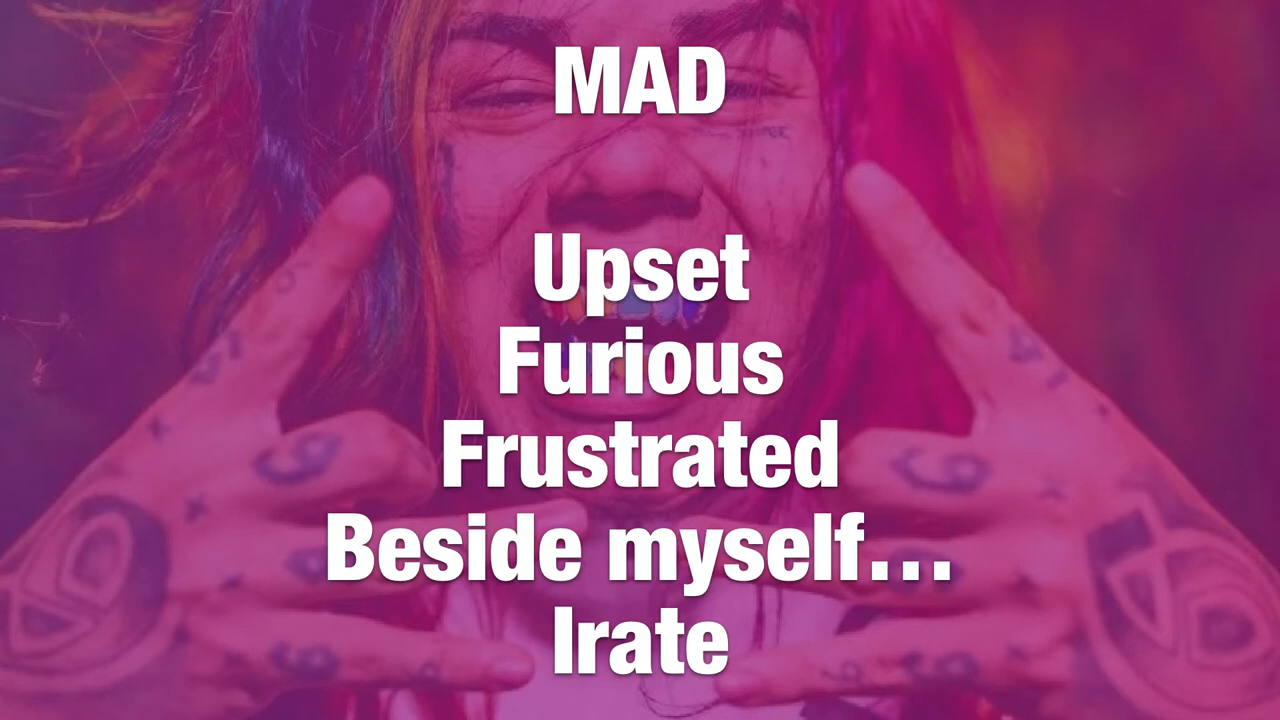 MAD
Upset
Furious
Frustrated
Beside myself…
Irate